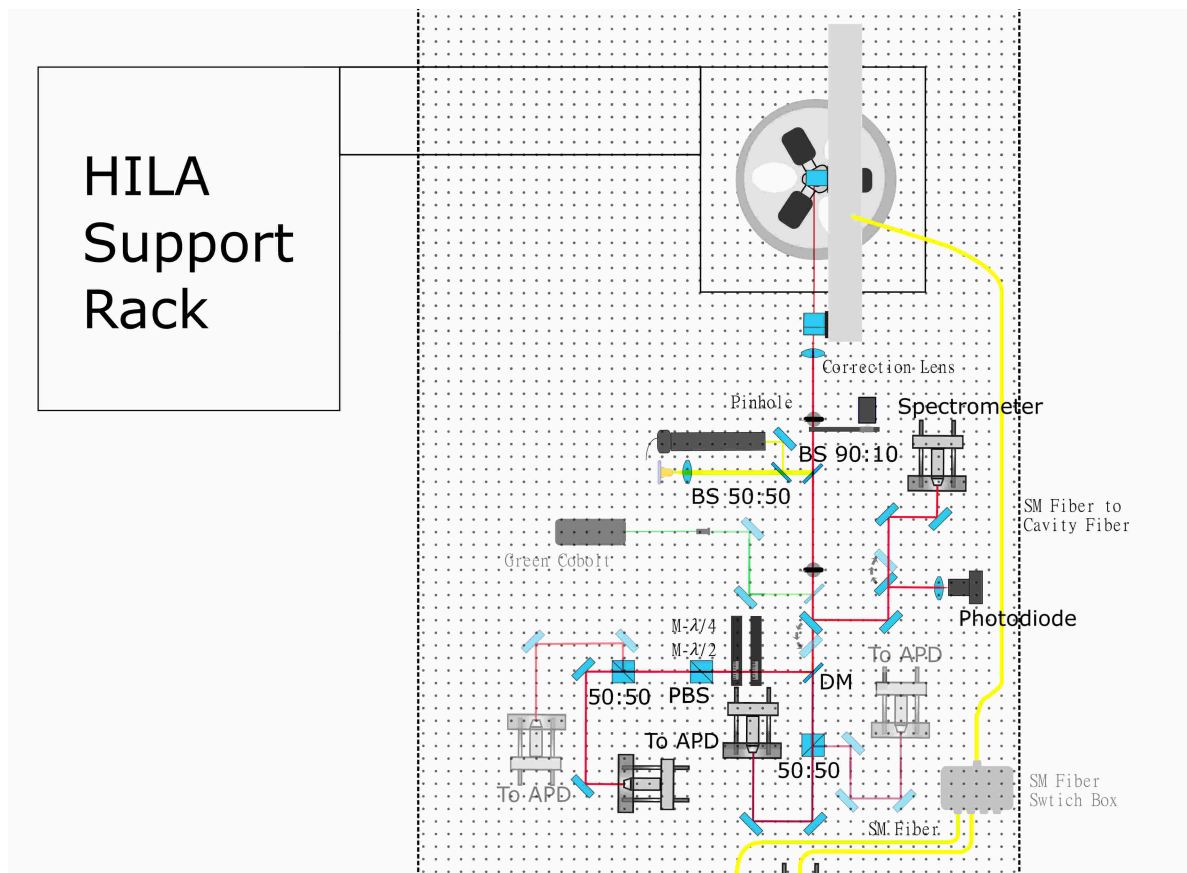 HILA
Support
Rack
Correction Lens
Pinhole
Spectrometer
BS 90:10
BS 50:50
SM Fiber to
Cavity Fiber
Green Cobolt
Photodiode
M-λ/4
M-λ/2
To APD
DM
50:50
PBS
To APD
50:50
To APD
SM Fiber
Swtich Box
SM Fiber